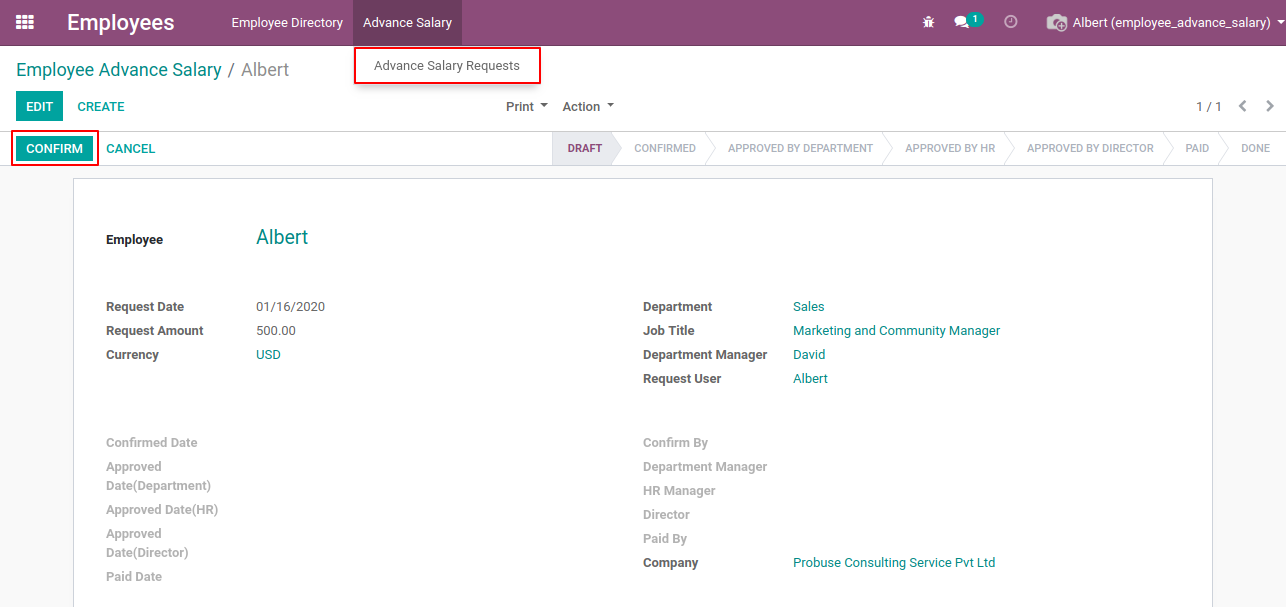 Employees
Employee Directory
Advance Salary
1
Albert (employee_advance_salary)
Advance Salary Requests
Employee Advance Salary / Albert
EDIT
CREATE
Print
Action
1 / 1
CONFIRM
CANCEL
DRAFT
CONFIRMED
APPROVED BY DEPARTMENT
APPROVED BY HR
APPROVED BY DIRECTOR
PAID
DONE
Employee Albert
Request Date 01/16/2020
Request Amount 500.00
Currency USD
Department Sales
Job Title Marketing and Community Manager
Department Manager David
Request User Albert
Confirmed Date
Approved
Date(Department)
Approved Date(HR)
Approved
Date(Director)
Paid Date
Confirm By
Department Manager
HR Manager
Director
Paid By
Company Probuse Consulting Service Pvt Ltd